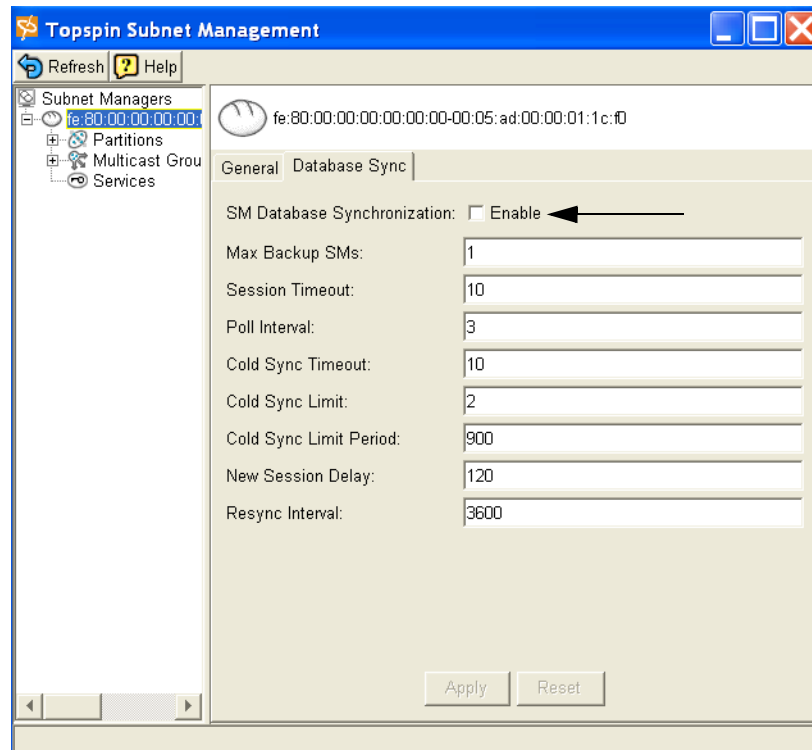 Topspin Subnet Management
Refresh Help
Subnet Managers
fe:80:00:00:00:00:
Partitions
Multicast Grou
Services
fe:80:00:00:00:00:00:00-00:05:ad:00:00:01:1c:f0
General Database Sync
SM Database Synchronization: Enable
Max Backup SMs: 1
Session Timeout: 10
Poll Interval: 3
Cold Sync Timeout: 10
Cold Sync Limit: 2
Cold Sync Limit Period: 900
New Session Delay: 120
Resync Interval: 3600
Apply Reset